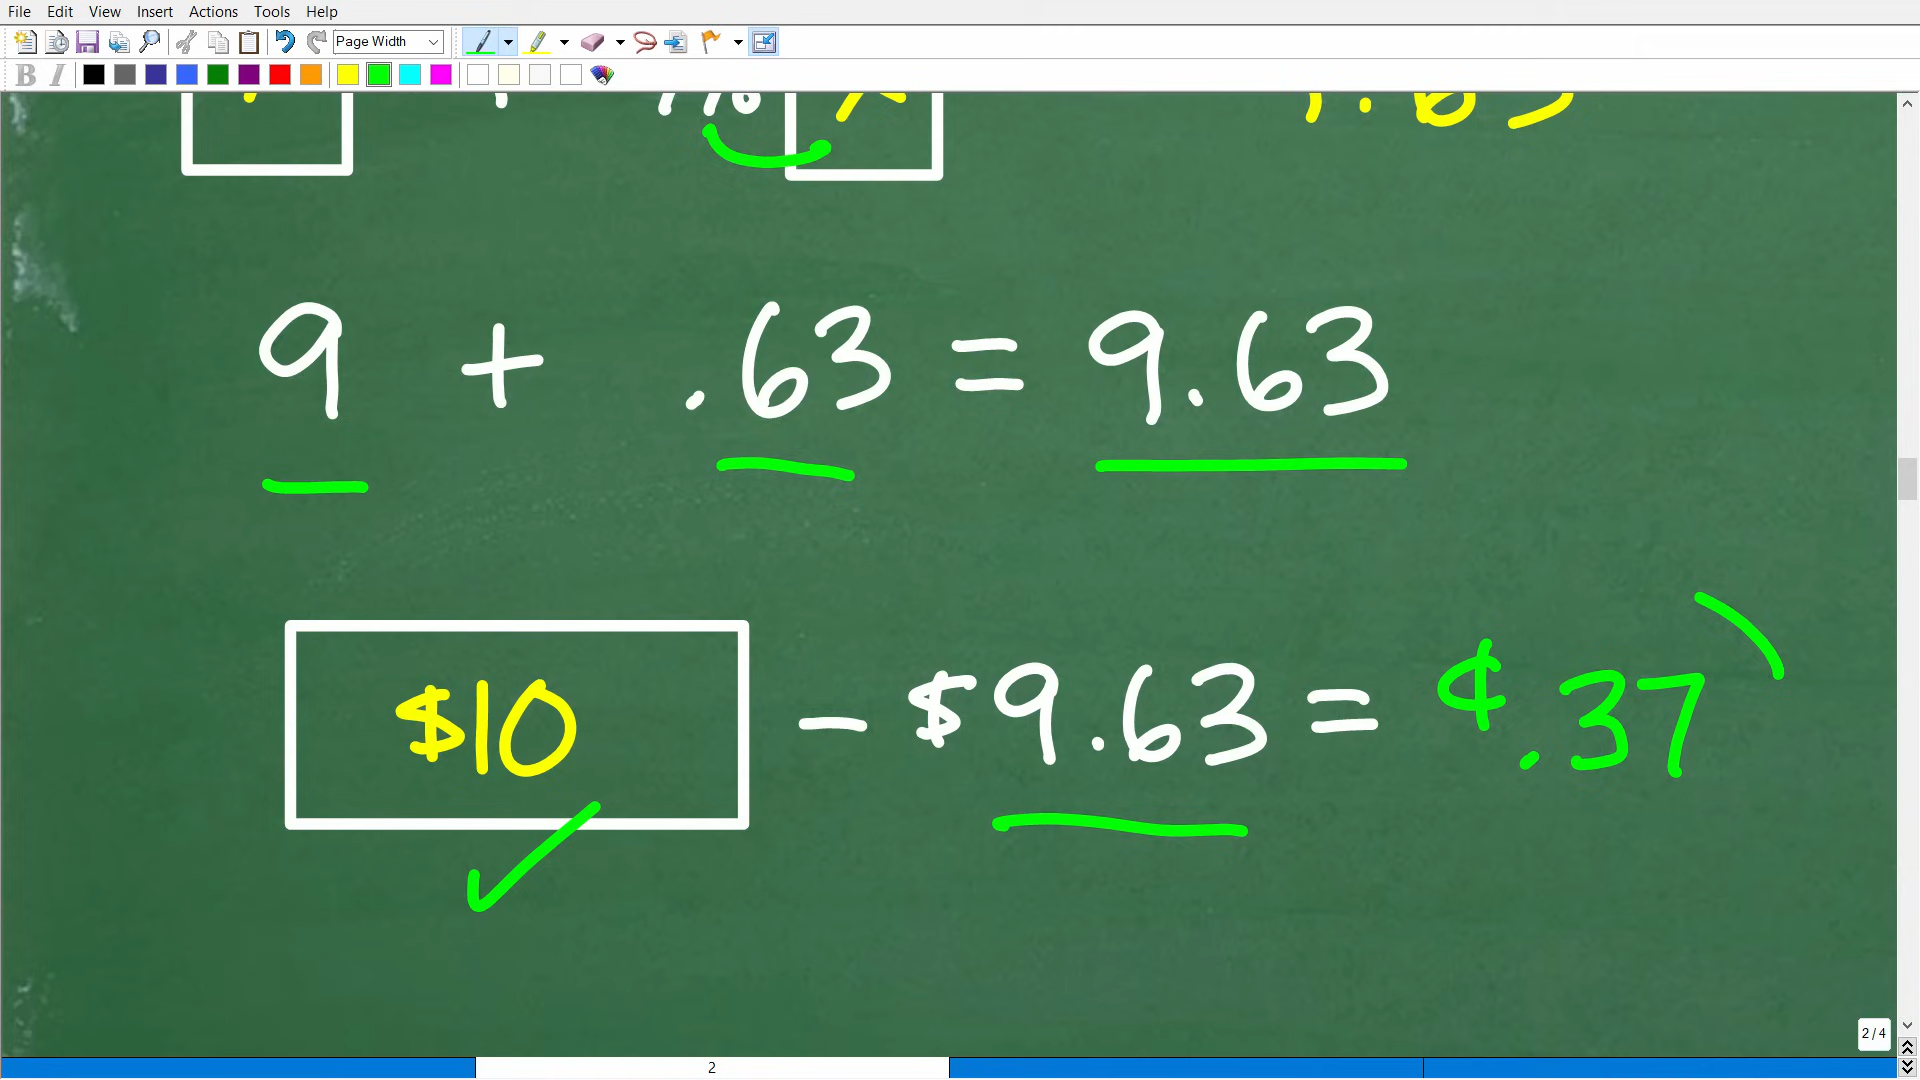 File Edit View Insert Actions Tools Help
Page Width
B I
9 + .63 = 9.63
$10 - $9.63 = ¢.37
2 / 4
2